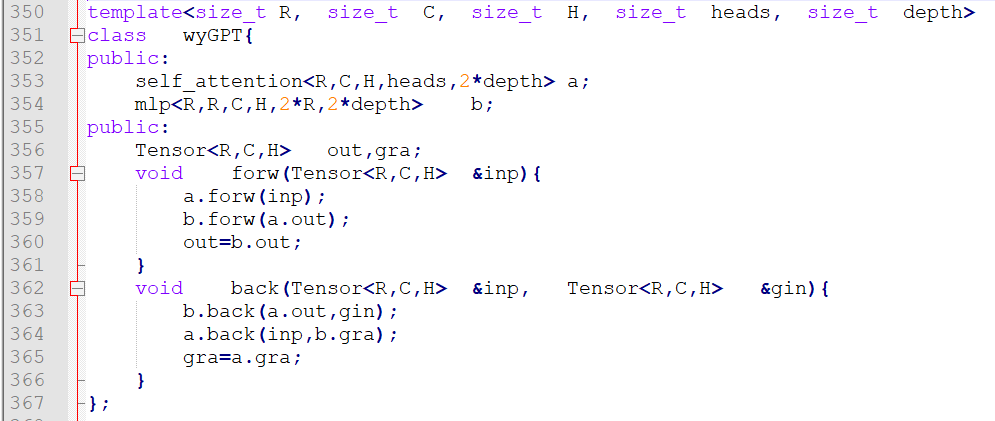 350 template<size_t R, size_t C, size_t H, size_t heads, size_t depth>
351 class wyGPT{
352 public:
353 self_attention<R,C,H,heads,2*depth> a;
354 mlp<R,R,C,H,2*R,2*depth> b;
355 public:
356 Tensor<R,C,H> out,gra;
357 void forw(Tensor<R,C,H> &inp){
358 a.forw(inp);
359 b.forw(a.out);
360 out=b.out;
361 }
362 void back(Tensor<R,C,H> &inp, Tensor<R,C,H> &gin){
363 b.back(a.out,gin);
364 a.back(inp,b.gra);
365 gra=a.gra;
366 }
367 };